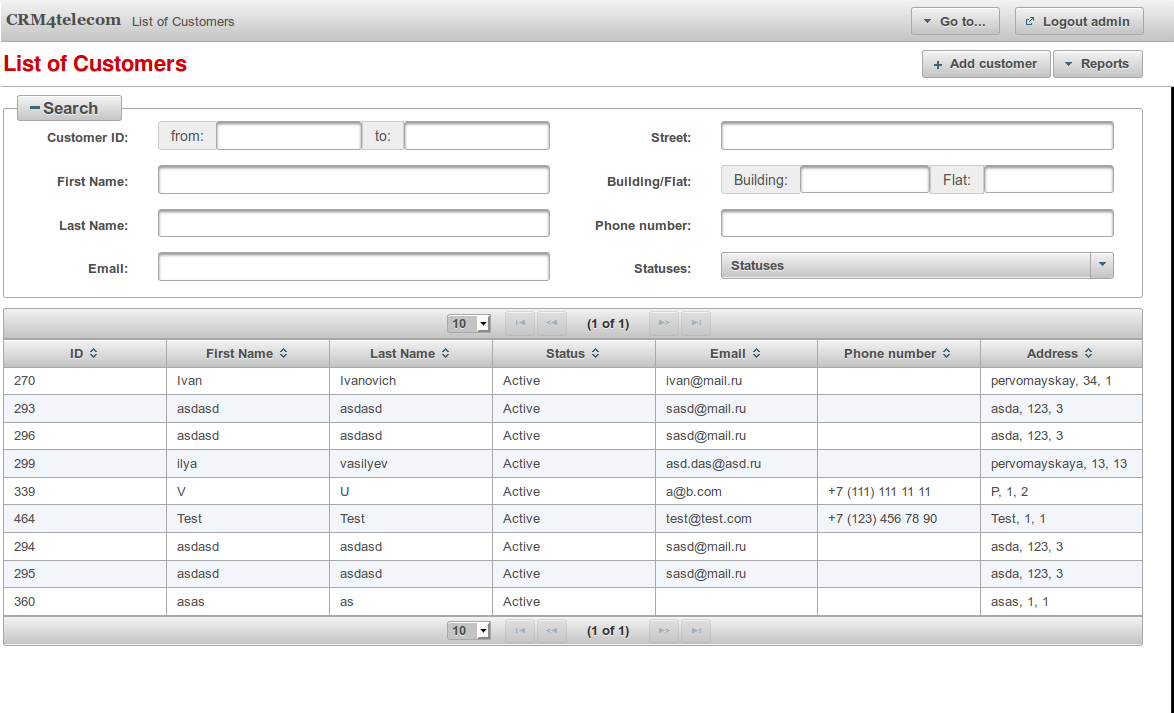 CRM4telecom List of Customers Go to... Logout admin
List of Customers Add customer Reports
Search
Customer ID: from: to: Street:
First Name: Building/Flat: Building: Flat:
Last Name: Phone number:
Email: Statuses: Statuses
10 (1 of 1)
ID First Name Last Name Status Email Phone number Address
270 Ivan Ivanovich Active ivan@mail.ru pervomayskay, 34, 1
293 asdasd asdasd Active sasd@mail.ru asda, 123, 3
296 asdasd asdasd Active sasd@mail.ru asda, 123, 3
299 ilya vasilyev Active asd.das@asd.ru pervomayskaya, 13, 13
339 V U Active a@b.com +7 (111) 111 11 11 P, 1, 2
464 Test Test Active test@test.com +7 (123) 456 78 90 Test, 1, 1
294 asdasd asdasd Active sasd@mail.ru asda, 123, 3
295 asdasd asdasd Active sasd@mail.ru asda, 123, 3
360 asas as Active asas, 1, 1
10 (1 of 1)